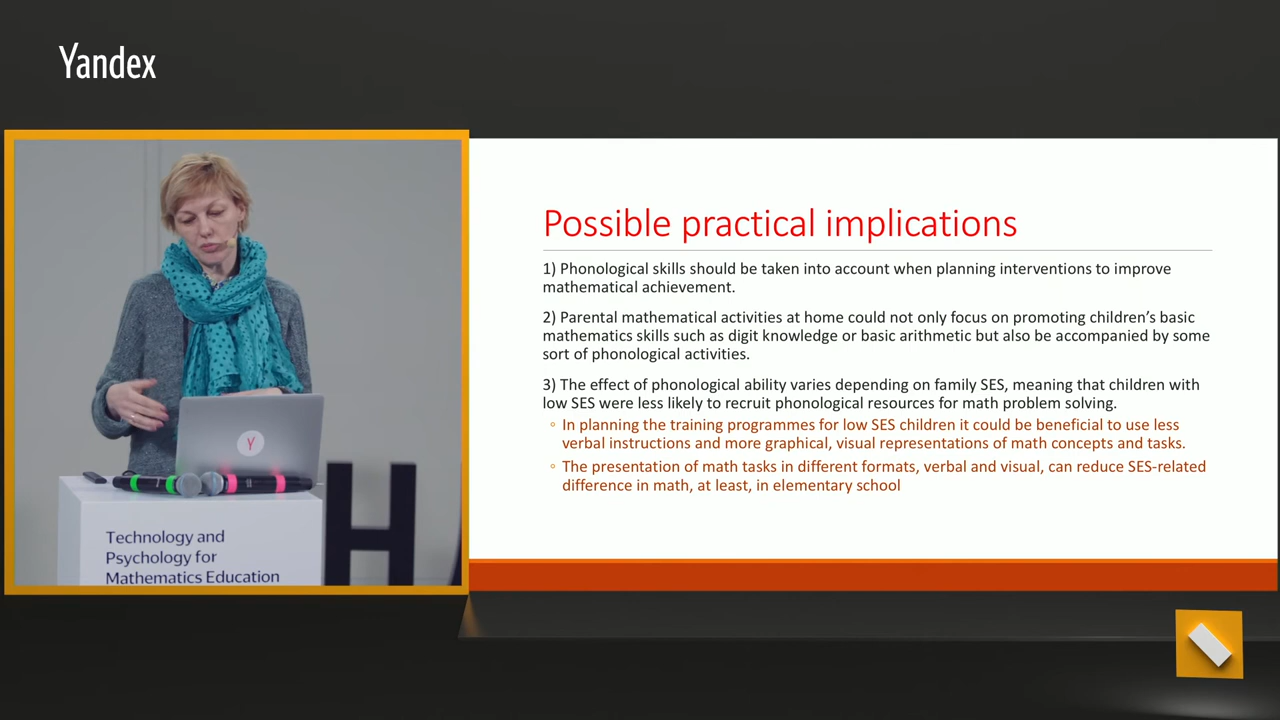 Yandex
Possible practical implications
1) Phonological skills should be taken into account when planning interventions to improve
mathematical achievement.
2) Parental mathematical activities at home could not only focus on promoting children’s basic
mathematics skills such as digit knowledge or basic arithmetic but also be accompanied by some
sort of phonological activities.
3) The effect of phonological ability varies depending on family SES, meaning that children with
low SES were less likely to recruit phonological resources for math problem solving.
◦ In planning the training programmes for low SES children it could be beneficial to use less
verbal instructions and more graphical, visual representations of math concepts and tasks.
◦ The presentation of math tasks in different formats, verbal and visual, can reduce SES-related
difference in math, at least, in elementary school
Y
H
Technology and
Psychology for
Mathematics Education